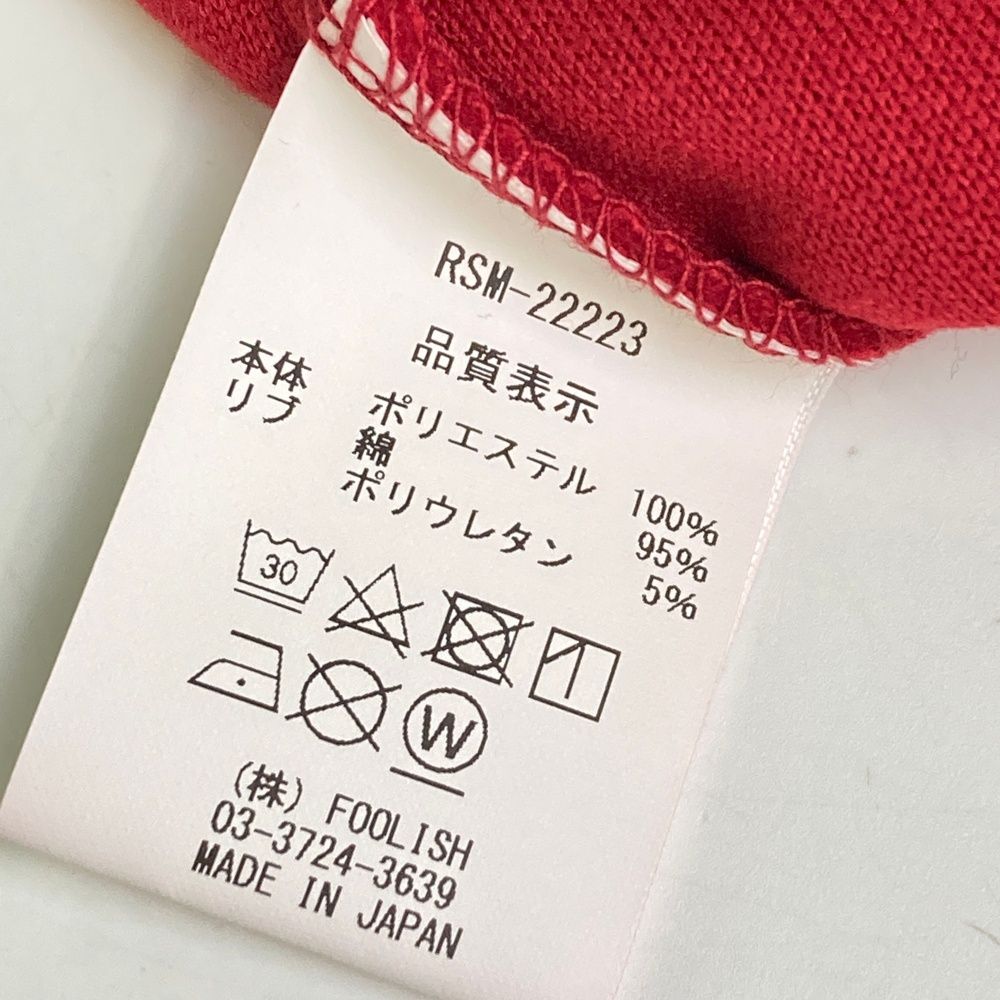 RSM-22223
品質表示
本体 ポリエステル 100%
リブ 綿 95%
ポリウレタン 5%
30
W
(株) FOOLISH
03-3724-3639
MADE IN JAPAN